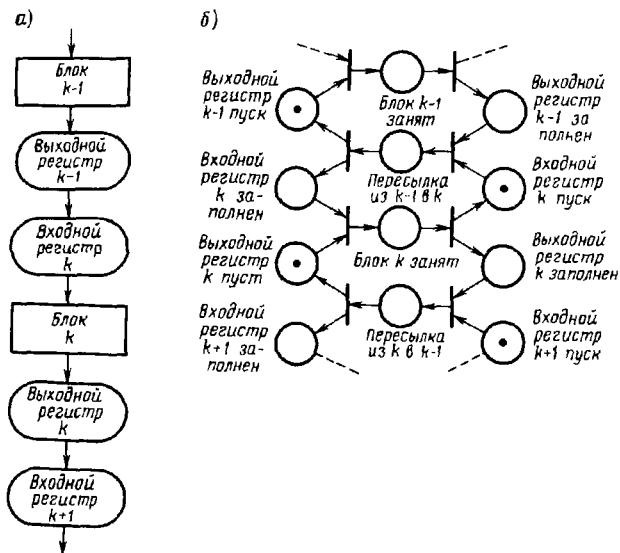 а)
Блок
k-1
Выходной
регистр
k-1
Входной
регистр
k
Блок
k
Выходной
регистр
k
Входной
регистр
k+1
б)
Выходной
регистр
k-1 пуск
Блок k-1
занят
Выходной
регистр
k-1 за
полнен
Входной
регистр
k за-
полнен
Пересылка
из k-1 в k
Входной
регистр
k пуск
Выходной
регистр
k пуст
Блок k занят
Выходной
регистр
k заполнен
Входной
регистр
k+1 за-
полнен
Пересылка
из k в k-1
Входной
регистр
k+1 пуск